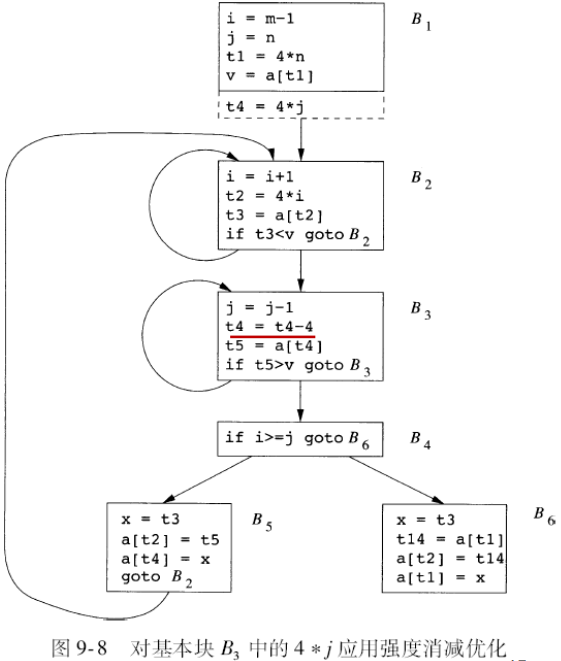 i = m-1
j = n
t1 = 4*n
v = a[t1]
t4 = 4*j
B1
i = i+1
t2 = 4*i
t3 = a[t2]
if t3<v goto B2
B2
j = j-1
t4 = t4-4
t5 = a[t4]
if t5>v goto B3
B3
if i>=j goto B6
B4
x = t3
a[t2] = t5
a[t4] = x
goto B2
B5
x = t3
t14 = a[t1]
a[t2] = t14
a[t1] = x
B6
图 9-8 对基本块 B3 中的 4 * j 应用强度消减优化